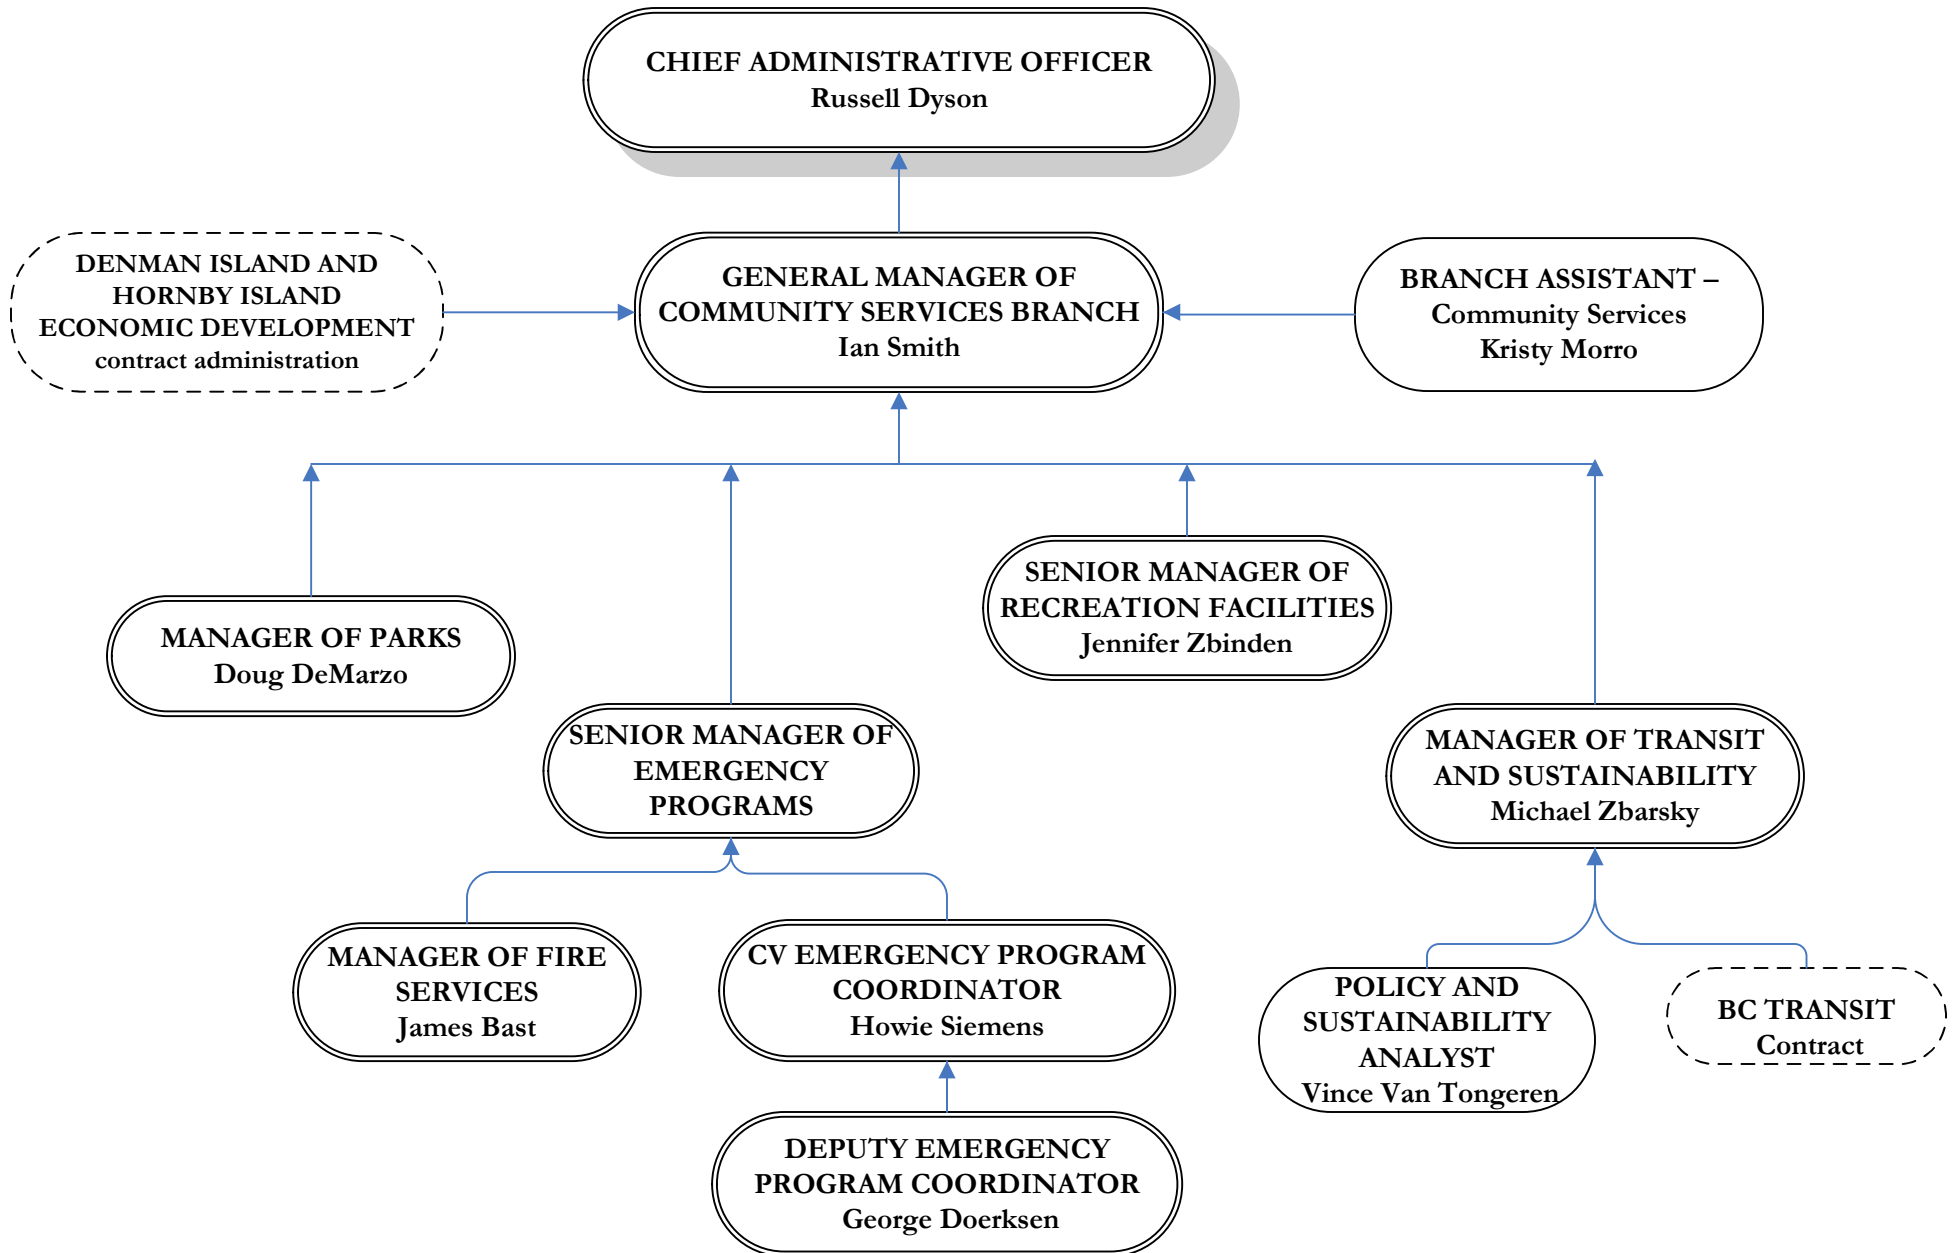 CHIEF ADMINISTRATIVE OFFICER
Russell Dyson
DENMAN ISLAND AND
HORNBY ISLAND
ECONOMIC DEVELOPMENT
contract administration
GENERAL MANAGER OF
COMMUNITY SERVICES BRANCH
Ian Smith
BRANCH ASSISTANT –
Community Services
Kristy Morro
MANAGER OF PARKS
Doug DeMarzo
SENIOR MANAGER OF
EMERGENCY
PROGRAMS
SENIOR MANAGER OF
RECREATION FACILITIES
Jennifer Zbinden
MANAGER OF TRANSIT
AND SUSTAINABILITY
Michael Zbarsky
MANAGER OF FIRE
SERVICES
James Bast
CV EMERGENCY PROGRAM
COORDINATOR
Howie Siemens
POLICY AND
SUSTAINABILITY
ANALYST
Vince Van Tongeren
BC TRANSIT
Contract
DEPUTY EMERGENCY
PROGRAM COORDINATOR
George Doerksen